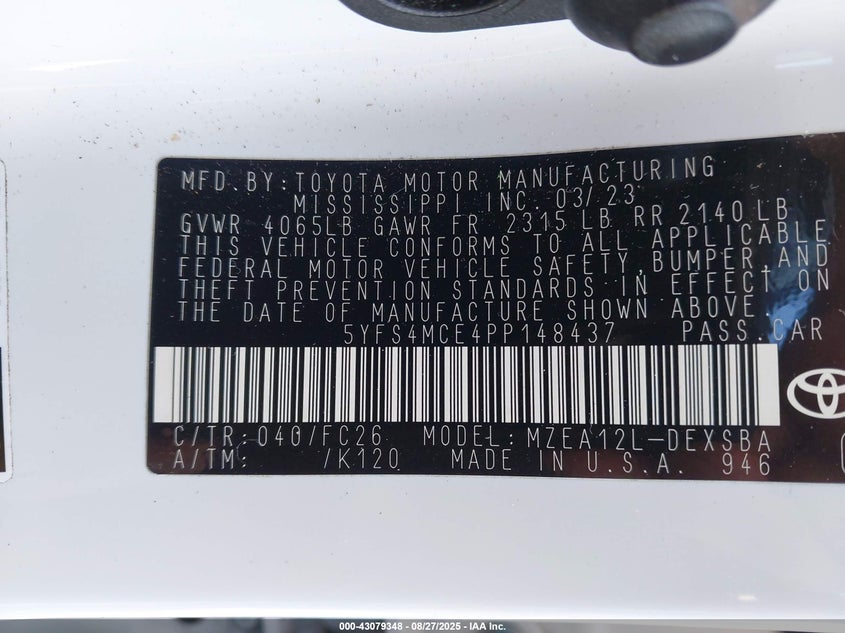 MFD. BY: TOYOTA MOTOR MANUFACTURING
MISSISSIPPI INC. 03/23
GVWR 4065LB GAWR FR 2315 LB RR 2140 LB
THIS VEHICLE CONFORMS TO ALL APPLICABLE
FEDERAL MOTOR VEHICLE SAFETY, BUMPER, AND
THEFT PREVENTION STANDARDS IN EFFECT ON
THE DATE OF MANUFACTURE SHOWN ABOVE.
5YFS4MCE4PP148437 PASS. CAR
C/TR: 040/FC26 MODEL: MZEA12L-DEXSBA
A/TM: /K120 MADE IN U.S.A. 946
000-43079348 - 08/27/2025 - IAA Inc.